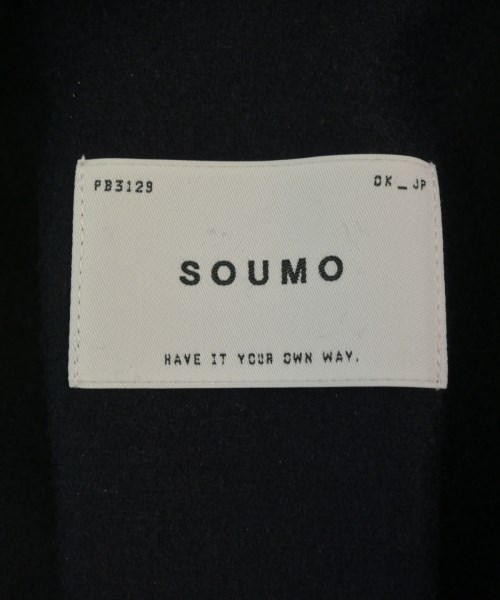 PB3129 OK_JP
SOUMO
HAVE IT YOUR OWN WAY.